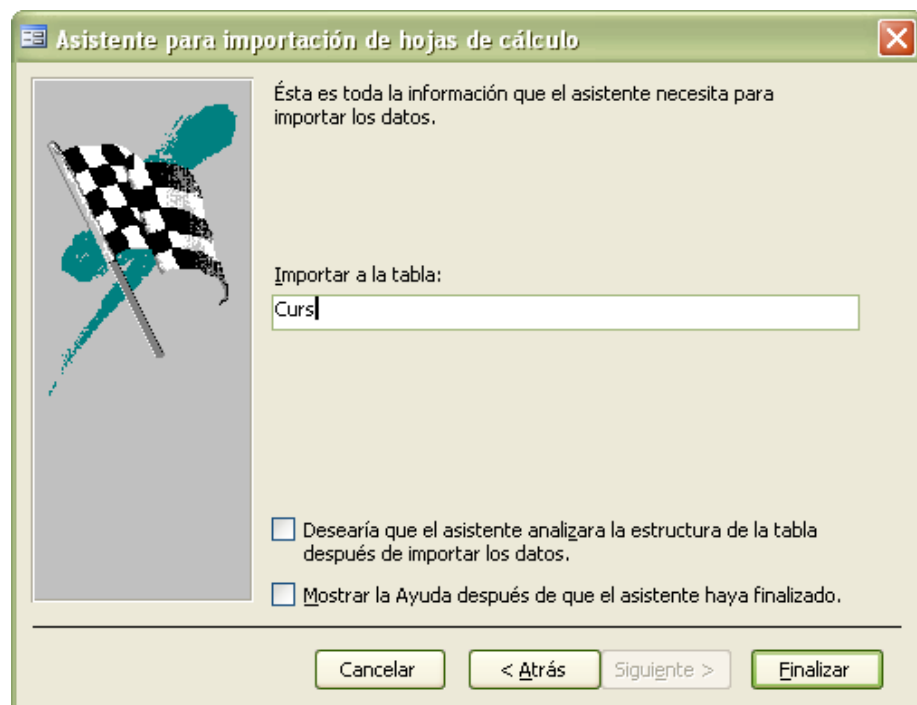 Asistente para importación de hojas de cálculo
Ésta es toda la información que el asistente necesita para
importar los datos.
Importar a la tabla:
Curs
Desearía que el asistente analizara la estructura de la tabla
después de importar los datos.
Mostrar la Ayuda después de que el asistente haya finalizado.
Cancelar
< Atrás
Siguiente >
Finalizar